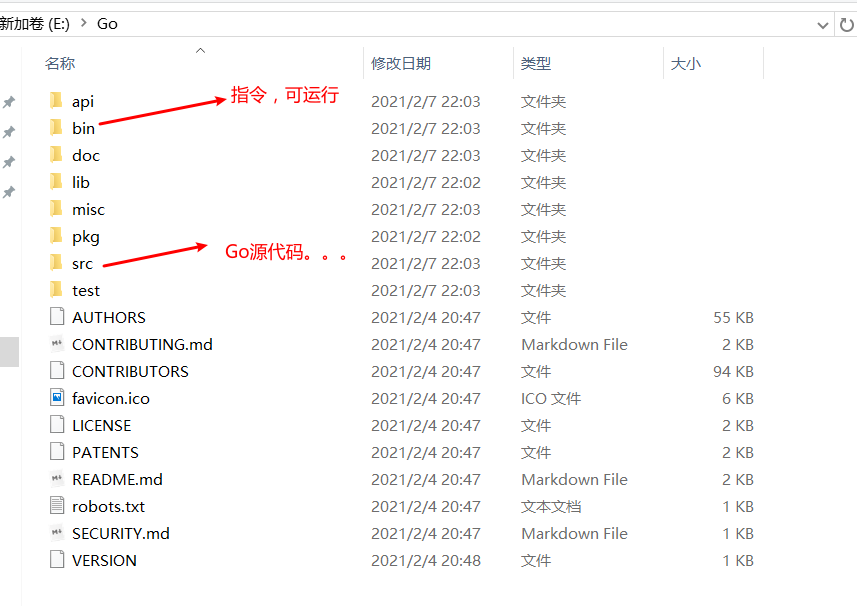 新加卷 (E:) > Go
名称 修改日期 类型 大小
api 2021/2/7 22:03 文件夹
指令，可运行
bin 2021/2/7 22:03 文件夹
doc 2021/2/7 22:03 文件夹
lib 2021/2/7 22:02 文件夹
misc 2021/2/7 22:03 文件夹
pkg 2021/2/7 22:02 文件夹
Go源代码。。。
src 2021/2/7 22:03 文件夹
test 2021/2/7 22:03 文件夹
AUTHORS 2021/2/4 20:47 文件 55 KB
CONTRIBUTING.md 2021/2/4 20:47 Markdown File 2 KB
CONTRIBUTORS 2021/2/4 20:47 文件 94 KB
favicon.ico 2021/2/4 20:47 ICO 文件 6 KB
LICENSE 2021/2/4 20:47 文件 2 KB
PATENTS 2021/2/4 20:47 文件 2 KB
README.md 2021/2/4 20:47 Markdown File 2 KB
robots.txt 2021/2/4 20:47 文本文档 1 KB
SECURITY.md 2021/2/4 20:47 Markdown File 1 KB
VERSION 2021/2/4 20:48 文件 1 KB